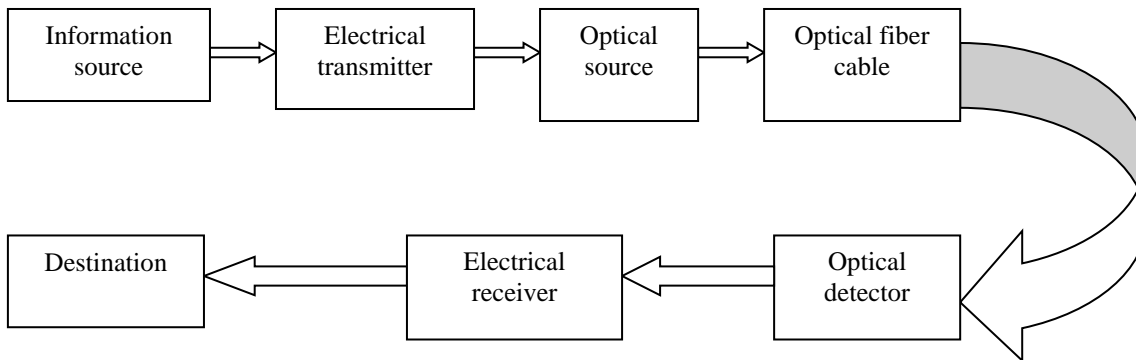 Information
source
Electrical
transmitter
Optical
source
Optical fiber
cable
Destination
Electrical
receiver
Optical
detector